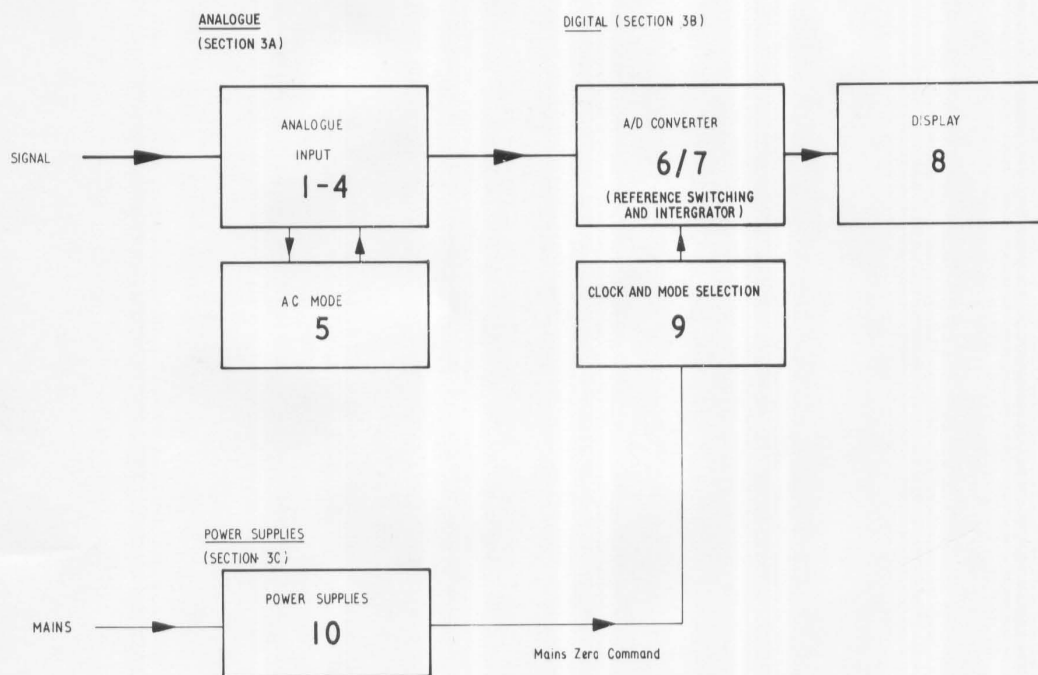 ANALOGUE
(SECTION 3A)
DIGITAL (SECTION 3B)
SIGNAL
ANALOGUE
INPUT
1-4
A/D CONVERTER
6/7
(REFERENCE SWITCHING
AND INTERGRATOR)
DISPLAY
8
A.C MODE
5
CLOCK AND MODE SELECTION
9
POWER SUPPLIES
(SECTION 3C)
MAINS
POWER SUPPLIES
10
Mains Zero Command